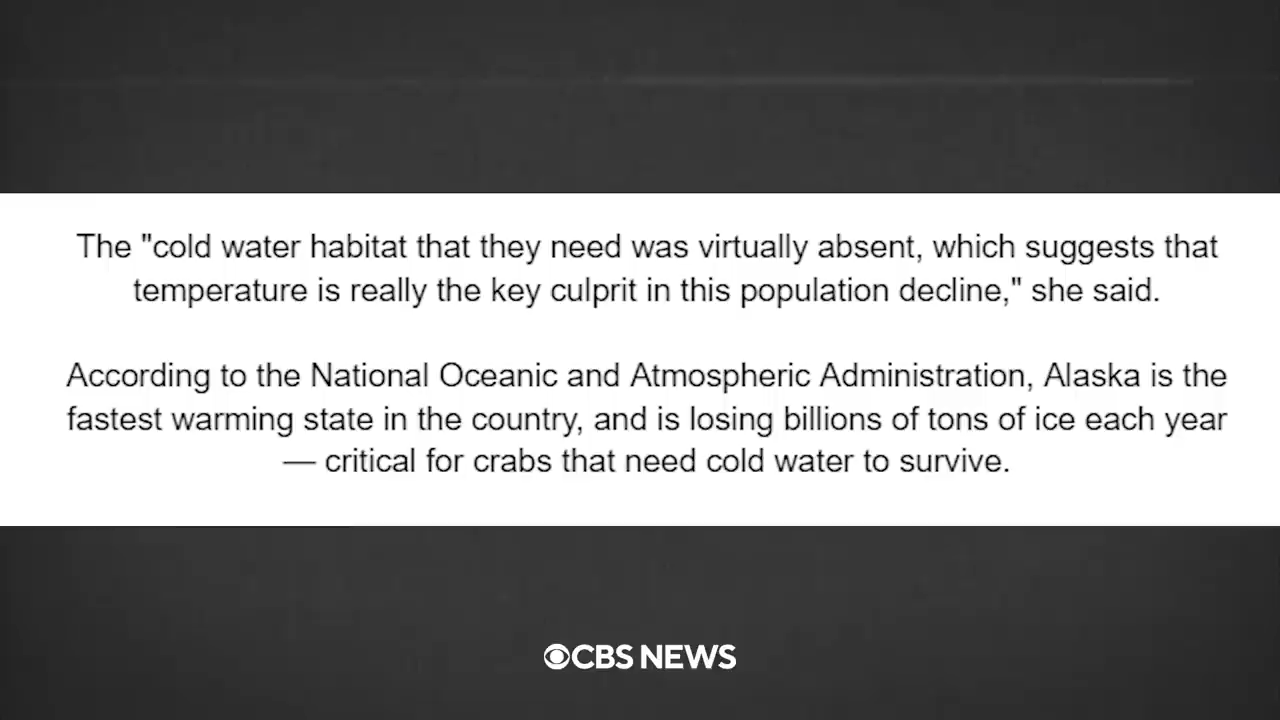 The "cold water habitat that they need was virtually absent, which suggests that
temperature is really the key culprit in this population decline," she said.
According to the National Oceanic and Atmospheric Administration, Alaska is the
fastest warming state in the country, and is losing billions of tons of ice each year
— critical for crabs that need cold water to survive.
CBS NEWS